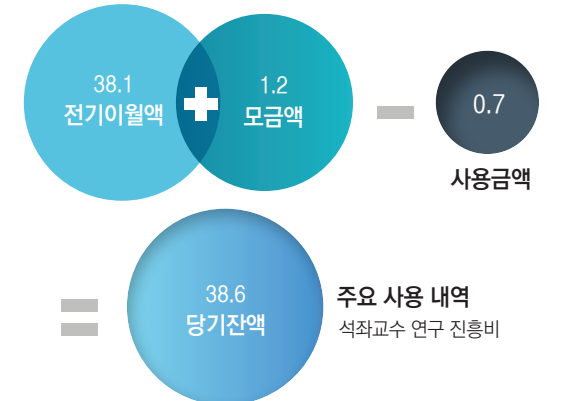 38.1
전기이월액
1.2
모금액
0.7
사용금액
38.6
당기잔액
주요 사용 내역
석좌교수 연구 진흥비